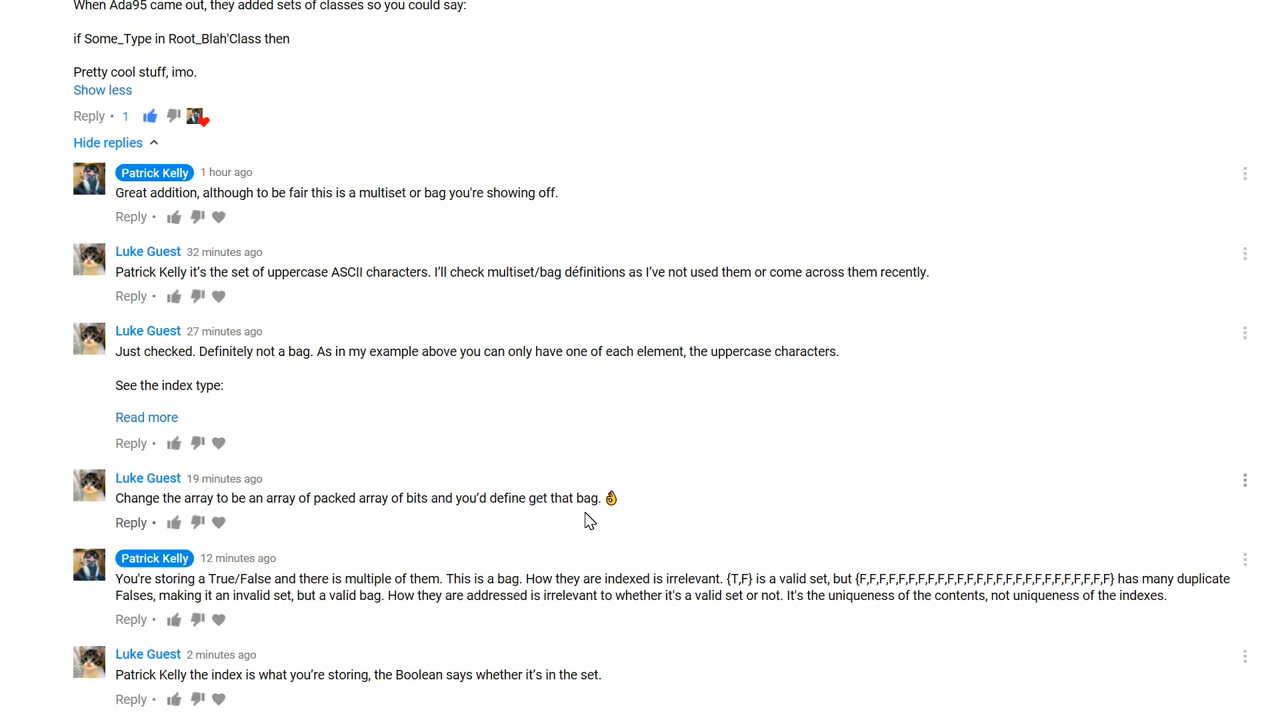 When Ada95 came out, they added sets of classes so you could say:
if Some_Type in Root_Blah'Class then
Pretty cool stuff, imo.
Show less
Reply • 1
Hide replies
Patrick Kelly 1 hour ago
Great addition, although to be fair this is a multiset or bag you're showing off.
Reply •
Luke Guest 32 minutes ago
Patrick Kelly it's the set of uppercase ASCII characters. I'll check multiset/bag définitions as I've not used them or come across them recently.
Reply •
Luke Guest 27 minutes ago
Just checked. Definitely not a bag. As in my example above you can only have one of each element, the uppercase characters.
See the index type:
Read more
Reply •
Luke Guest 19 minutes ago
Change the array to be an array of packed array of bits and you'd define get that bag. 👌
Reply •
Patrick Kelly 12 minutes ago
You're storing a True/False and there is multiple of them. This is a bag. How they are indexed is irrelevant. {T,F} is a valid set, but {F,F,F,F,F,F,F,F,F,F,F,F,F,F,F,F,F,F,F,F,F,F,F,F,F,F} has many duplicate
Falses, making it an invalid set, but a valid bag. How they are addressed is irrelevant to whether it's a valid set or not. It's the uniqueness of the contents, not uniqueness of the indexes.
Reply •
Luke Guest 2 minutes ago
Patrick Kelly the index is what you're storing, the Boolean says whether it's in the set.
Reply •